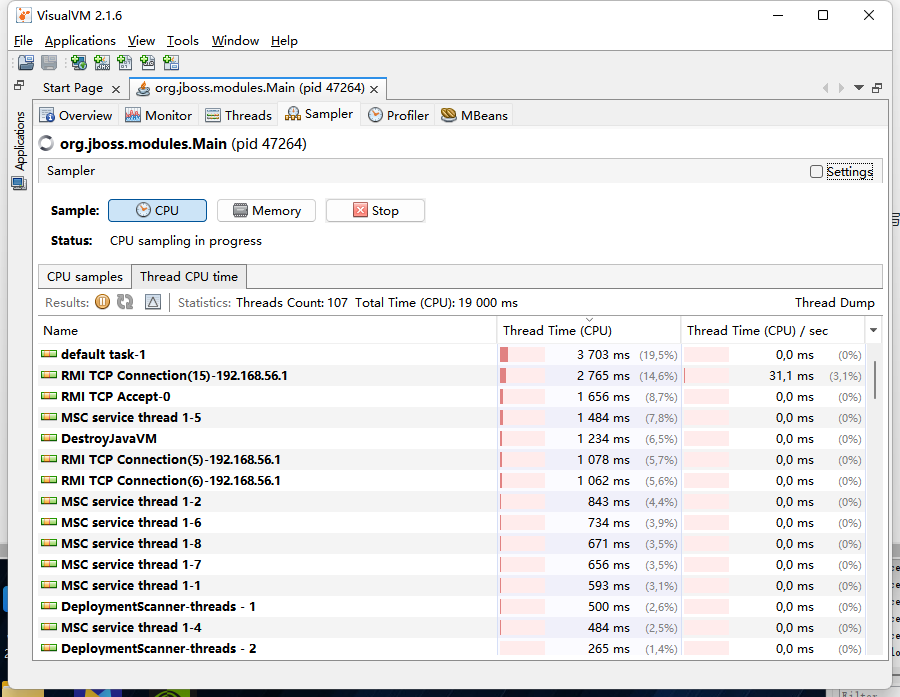 VisualVM 2.1.6
File Applications View Tools Window Help
Start Page org.jboss.modules.Main (pid 47264)
Applications
Overview Monitor Threads Sampler Profiler MBeans
org.jboss.modules.Main (pid 47264)
Sampler Settings
Sample: CPU Memory Stop
Status: CPU sampling in progress
CPU samples Thread CPU time
Results: Statistics: Threads Count: 107 Total Time (CPU): 19 000 ms Thread Dump
Name Thread Time (CPU) Thread Time (CPU) / sec
default task-1 3 703 ms (19,5%) 0,0 ms (0%)
RMI TCP Connection(15)-192.168.56.1 2 765 ms (14,6%) 31,1 ms (3,1%)
RMI TCP Accept-0 1 656 ms (8,7%) 0,0 ms (0%)
MSC service thread 1-5 1 484 ms (7,8%) 0,0 ms (0%)
DestroyJavaVM 1 234 ms (6,5%) 0,0 ms (0%)
RMI TCP Connection(5)-192.168.56.1 1 078 ms (5,7%) 0,0 ms (0%)
RMI TCP Connection(6)-192.168.56.1 1 062 ms (5,6%) 0,0 ms (0%)
MSC service thread 1-2 843 ms (4,4%) 0,0 ms (0%)
MSC service thread 1-6 734 ms (3,9%) 0,0 ms (0%)
MSC service thread 1-8 671 ms (3,5%) 0,0 ms (0%)
MSC service thread 1-7 656 ms (3,5%) 0,0 ms (0%)
MSC service thread 1-1 593 ms (3,1%) 0,0 ms (0%)
DeploymentScanner-threads - 1 500 ms (2,6%) 0,0 ms (0%)
MSC service thread 1-4 484 ms (2,5%) 0,0 ms (0%)
DeploymentScanner-threads - 2 265 ms (1,4%) 0,0 ms (0%)